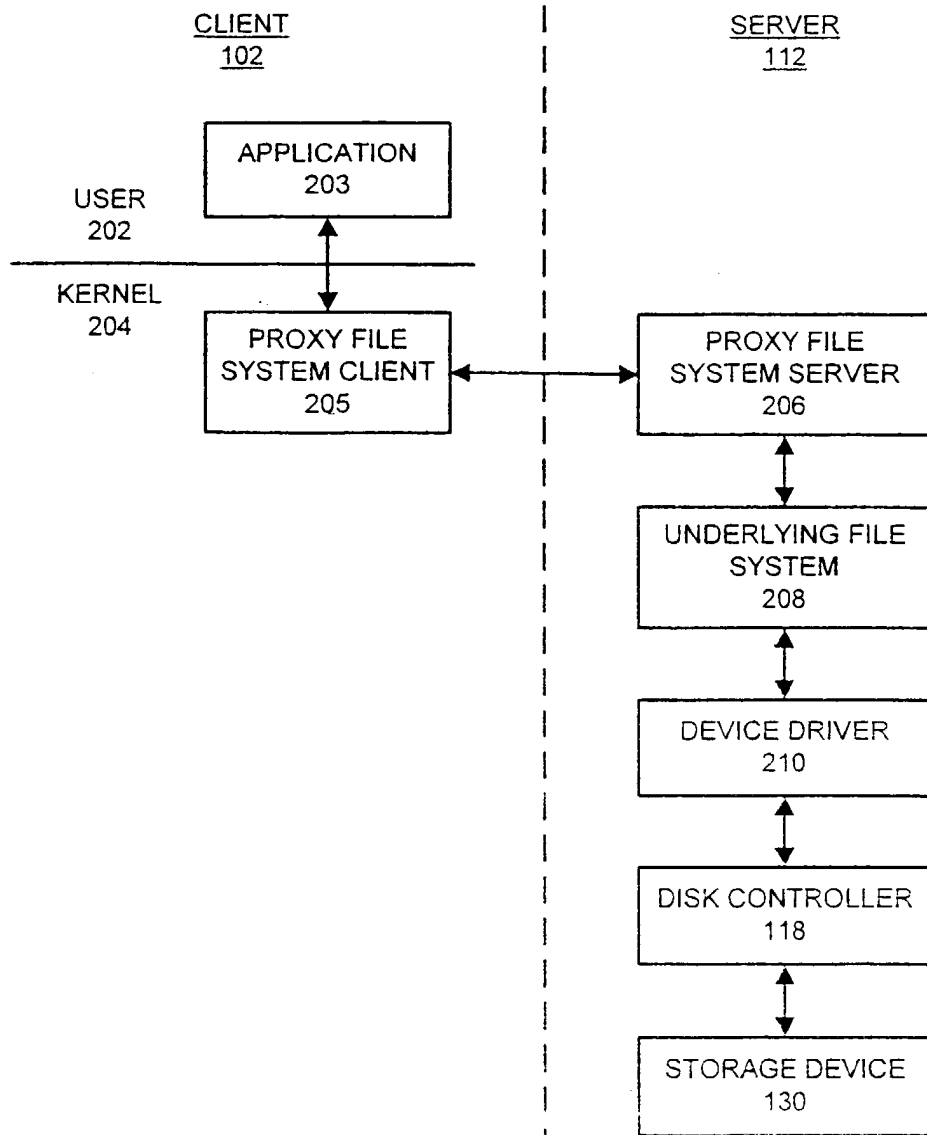 CLIENT
102
SERVER
112
APPLICATION
203
USER
202
KERNEL
204
PROXY FILE
SYSTEM CLIENT
205
PROXY FILE
SYSTEM SERVER
206
UNDERLYING FILE
SYSTEM
208
DEVICE DRIVER
210
DISK CONTROLLER
118
STORAGE DEVICE
130